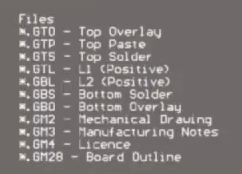 Files
*.GTO - Top Overlay
*.GTP - Top Paste
*.GTS - Top Solder
*.GTL - L1 (Positive)
*.GBL - L2 (Positive)
*.GBS - Bottom Solder
*.GBO - Bottom Overlay
*.GM2 - Mechanical Drawing
*.GM3 - Manufacturing Notes
*.GM4 - Licence
*.GM28 - Board Outline